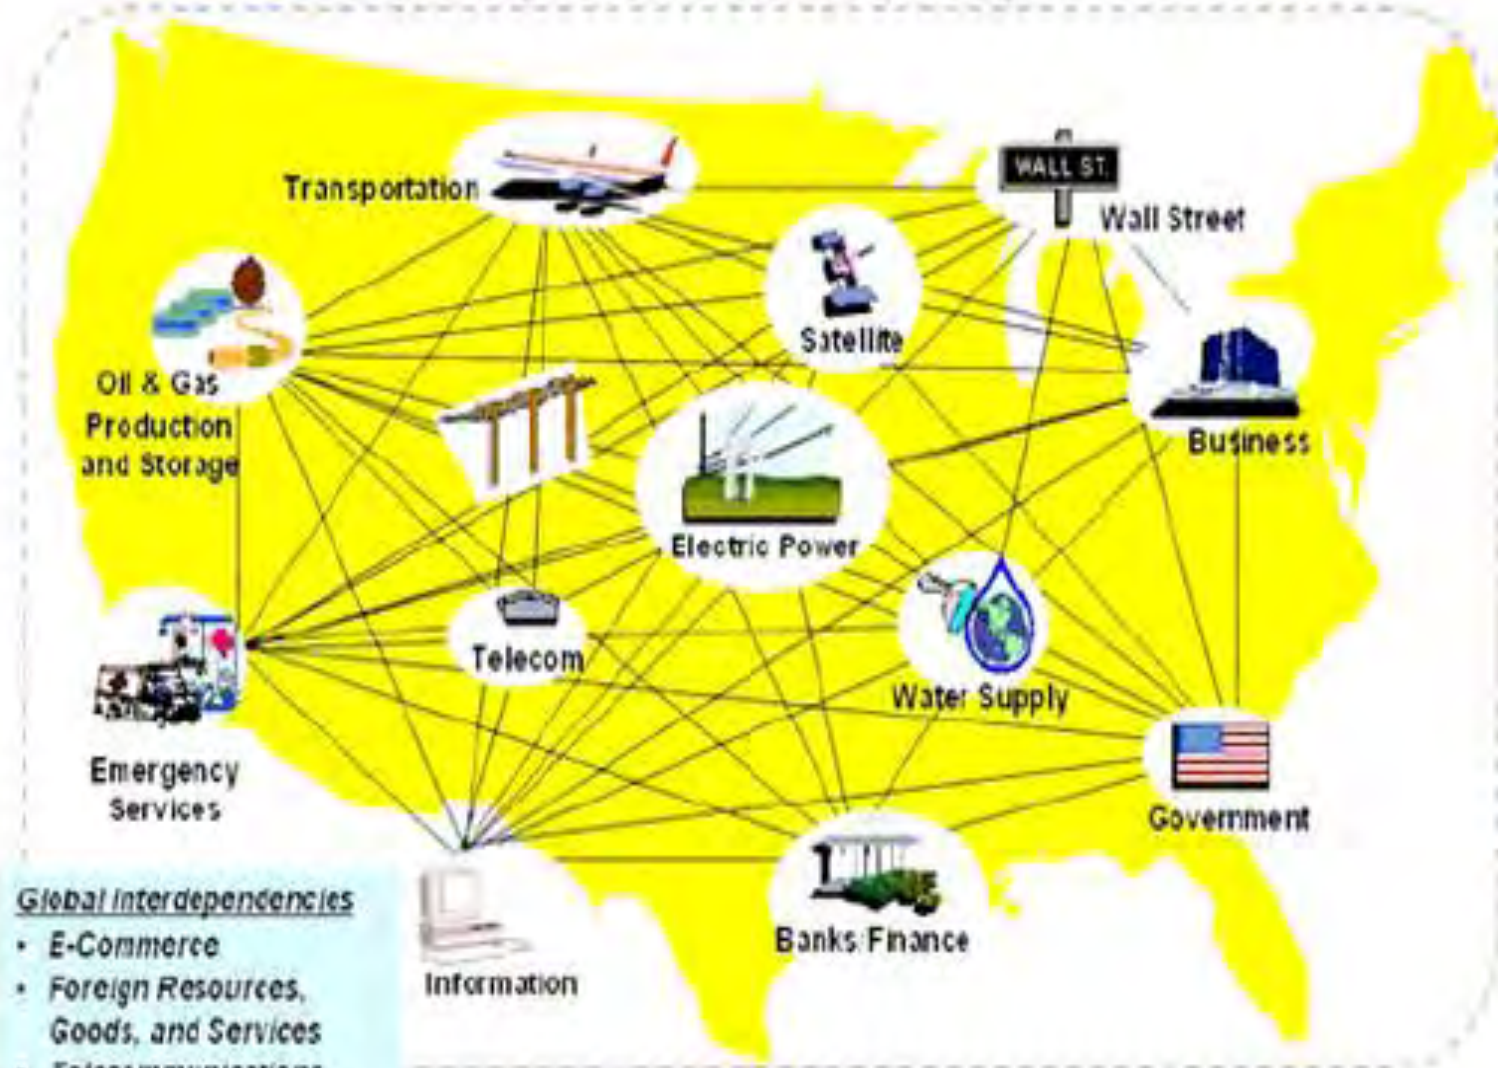 WALL ST.
Transportation
Wall Street
Satellite
Oil & Gas
Production
and Storage
Business
Electric Power
Telecom
Water Supply
Emergency
Services
Government
Banks/Finance
Information
Global Interdependencies
• E-Commerce
• Foreign Resources,
Goods, and Services
• Telecommunications